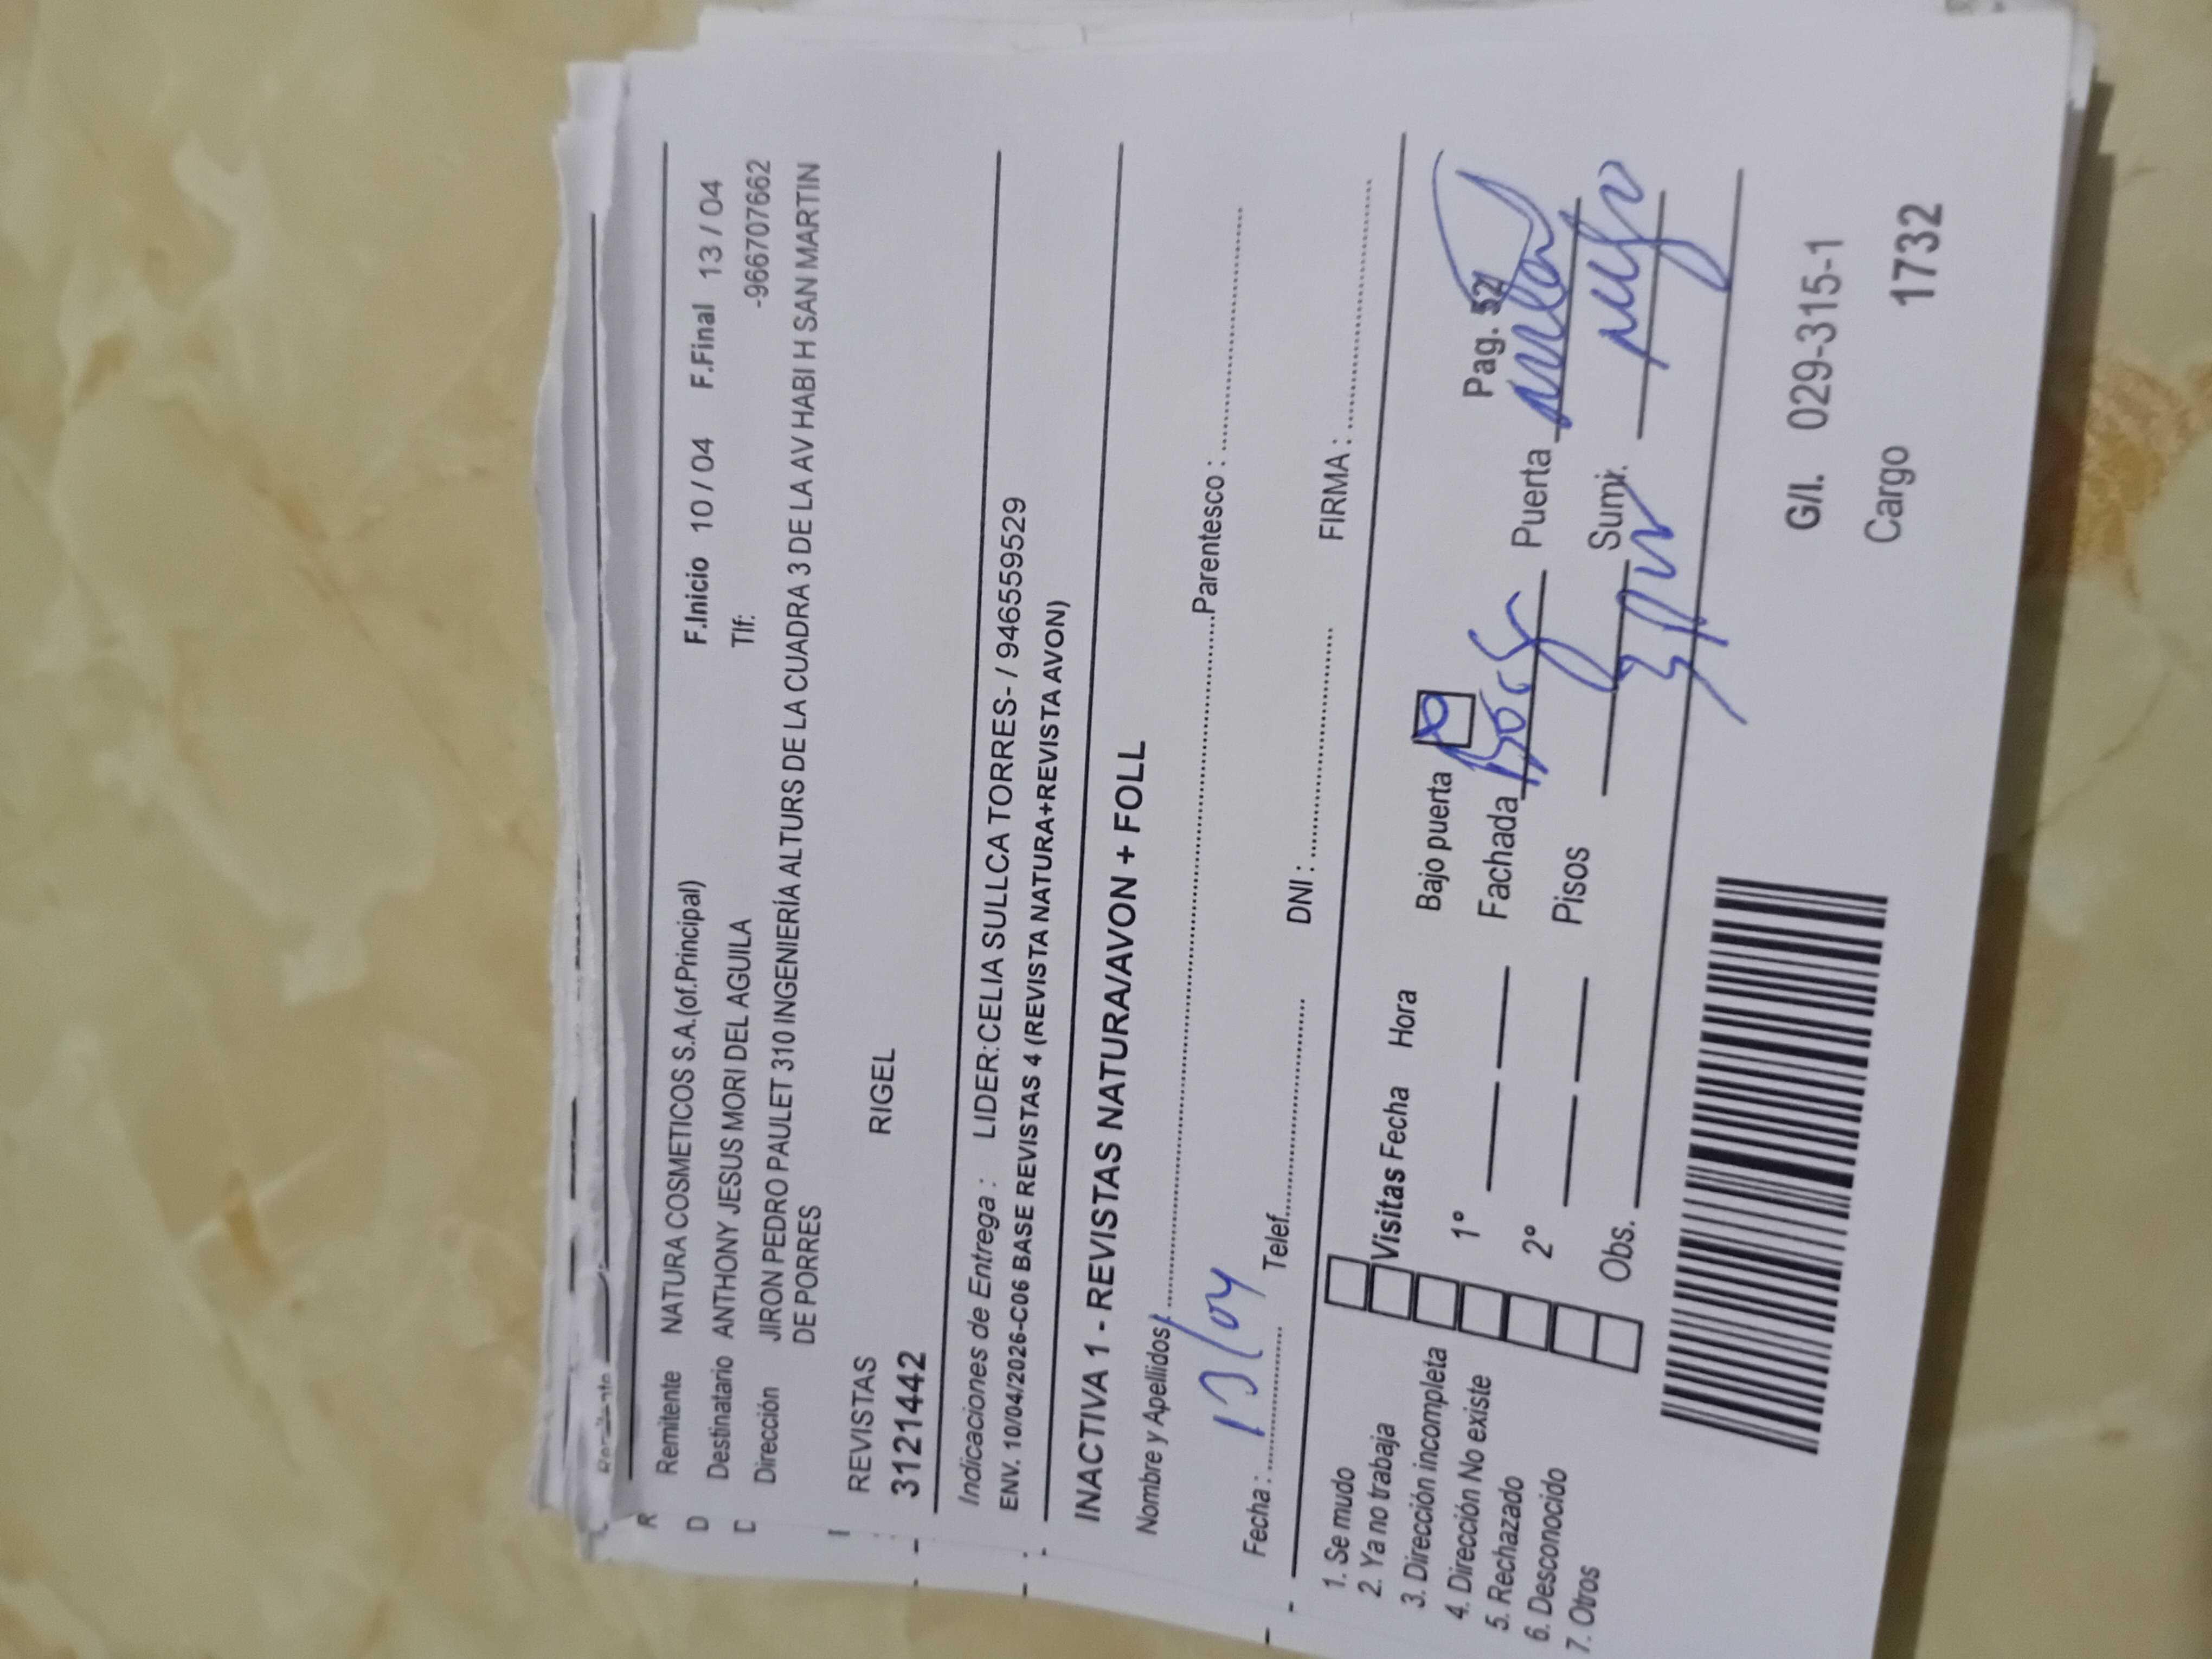 Remitente NATURA COSMETICOS S.A.(of.Principal) F.Inicio 10 / 04 F.Final 13 / 04
Destinatario ANTHONY JESUS MORI DEL AGUILA Tlf: -966707662
Dirección JIRON PEDRO PAULET 310 INGENIERÍA ALTURS DE LA CUADRA 3 DE LA AV HABI H SAN MARTIN
DE PORRES
REVISTAS RIGEL
3121442
Indicaciones de Entrega : LIDER:CELIA SULLCA TORRES- / 946559529
ENV. 10/04/2026-C06 BASE REVISTAS 4 (REVISTA NATURA+REVISTA AVON)
INACTIVA 1 - REVISTAS NATURA/AVON + FOLL
Nombre y Apellidos Parentesco :
Fecha : 13/04 Telef. DNI : FIRMA :
1. Se mudo
2. Ya no trabaja
3. Dirección incompleta
4. Dirección No existe
5. Rechazado
6. Desconocido
7. Otros
Visitas Fecha Hora Bajo puerta Pag. 521
1° Fachada Puerta
2° Pisos Sumi.
Obs.
G/I. 029-315-1
Cargo 1732